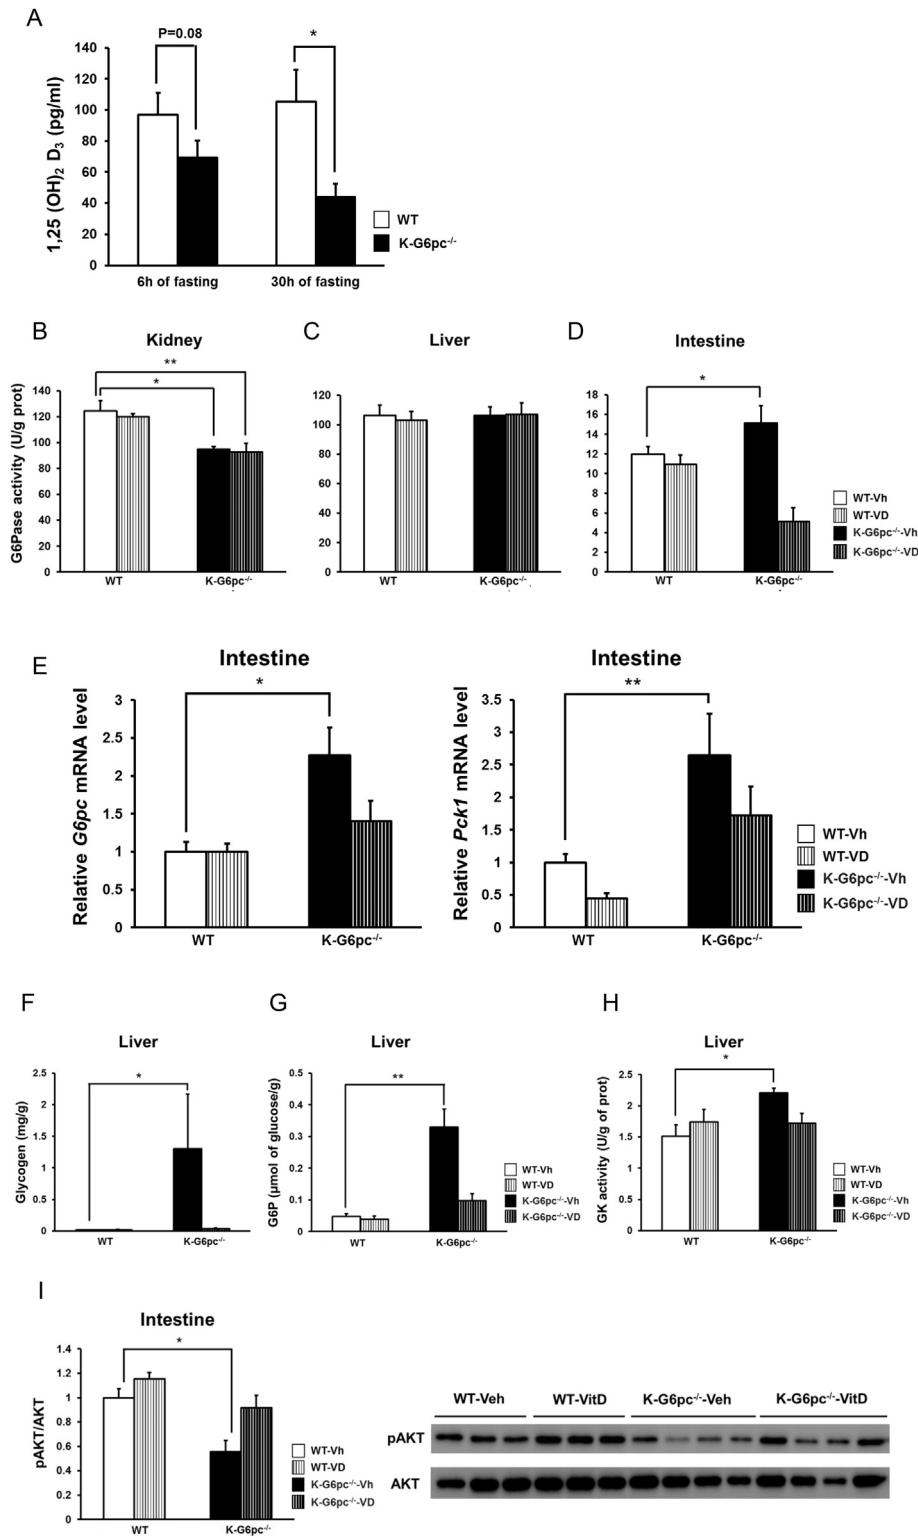 A
P=0.08
*
140
120
100
80
60
40
20
0
1,25 (OH)₂ D₃ (pg/ml)
6h of fasting
30h of fasting
WT
K-G6pc⁻/⁻
B
Kidney
**
*
140
120
100
80
60
40
20
0
G6Pase activity (U/g prot)
WT
K-G6pc⁻/⁻
C
Liver
120
100
80
60
40
20
0
WT
K-G6pc⁻/⁻
D
Intestine
*
18
16
14
12
10
8
6
4
2
0
WT
K-G6pc⁻/⁻
WT-Vh
WT-VD
K-G6pc⁻/⁻-Vh
K-G6pc⁻/⁻-VD
E
Intestine
*
3
2.5
2
1.5
1
0.5
0
Relative G6pc mRNA level
WT
K-G6pc⁻/⁻
Intestine
**
3.5
3
2.5
2
1.5
1
0.5
0
Relative Pck1 mRNA level
WT
K-G6pc⁻/⁻
WT-Vh
WT-VD
K-G6pc⁻/⁻-Vh
K-G6pc⁻/⁻-VD
F
Liver
*
2.5
2
1.5
1
0.5
0
Glycogen (mg/g)
WT
K-G6pc⁻/⁻
G
Liver
**
0.5
0.4
0.3
0.2
0.1
0
G6P (µmol of glucose/g)
WT
K-G6pc⁻/⁻
WT-Vh
WT-VD
K-G6pc⁻/⁻-Vh
K-G6pc⁻/⁻-VD
H
Liver
*
2.5
2
1.5
1
0.5
0
GK activity (U/g of prot)
WT
K-G6pc⁻/⁻
WT-Vh
WT-VD
K-G6pc⁻/⁻-Vh
K-G6pc⁻/⁻-VD
I
Intestine
*
1.4
1.2
1
0.8
0.6
0.4
0.2
0
pAKT/AKT
WT
K-G6pc⁻/⁻
WT-Vh
WT-VD
K-G6pc⁻/⁻-Vh
K-G6pc⁻/⁻-VD
WT-Veh
WT-VitD
K-G6pc⁻/⁻-Veh
K-G6pc⁻/⁻-VitD
pAKT
AKT